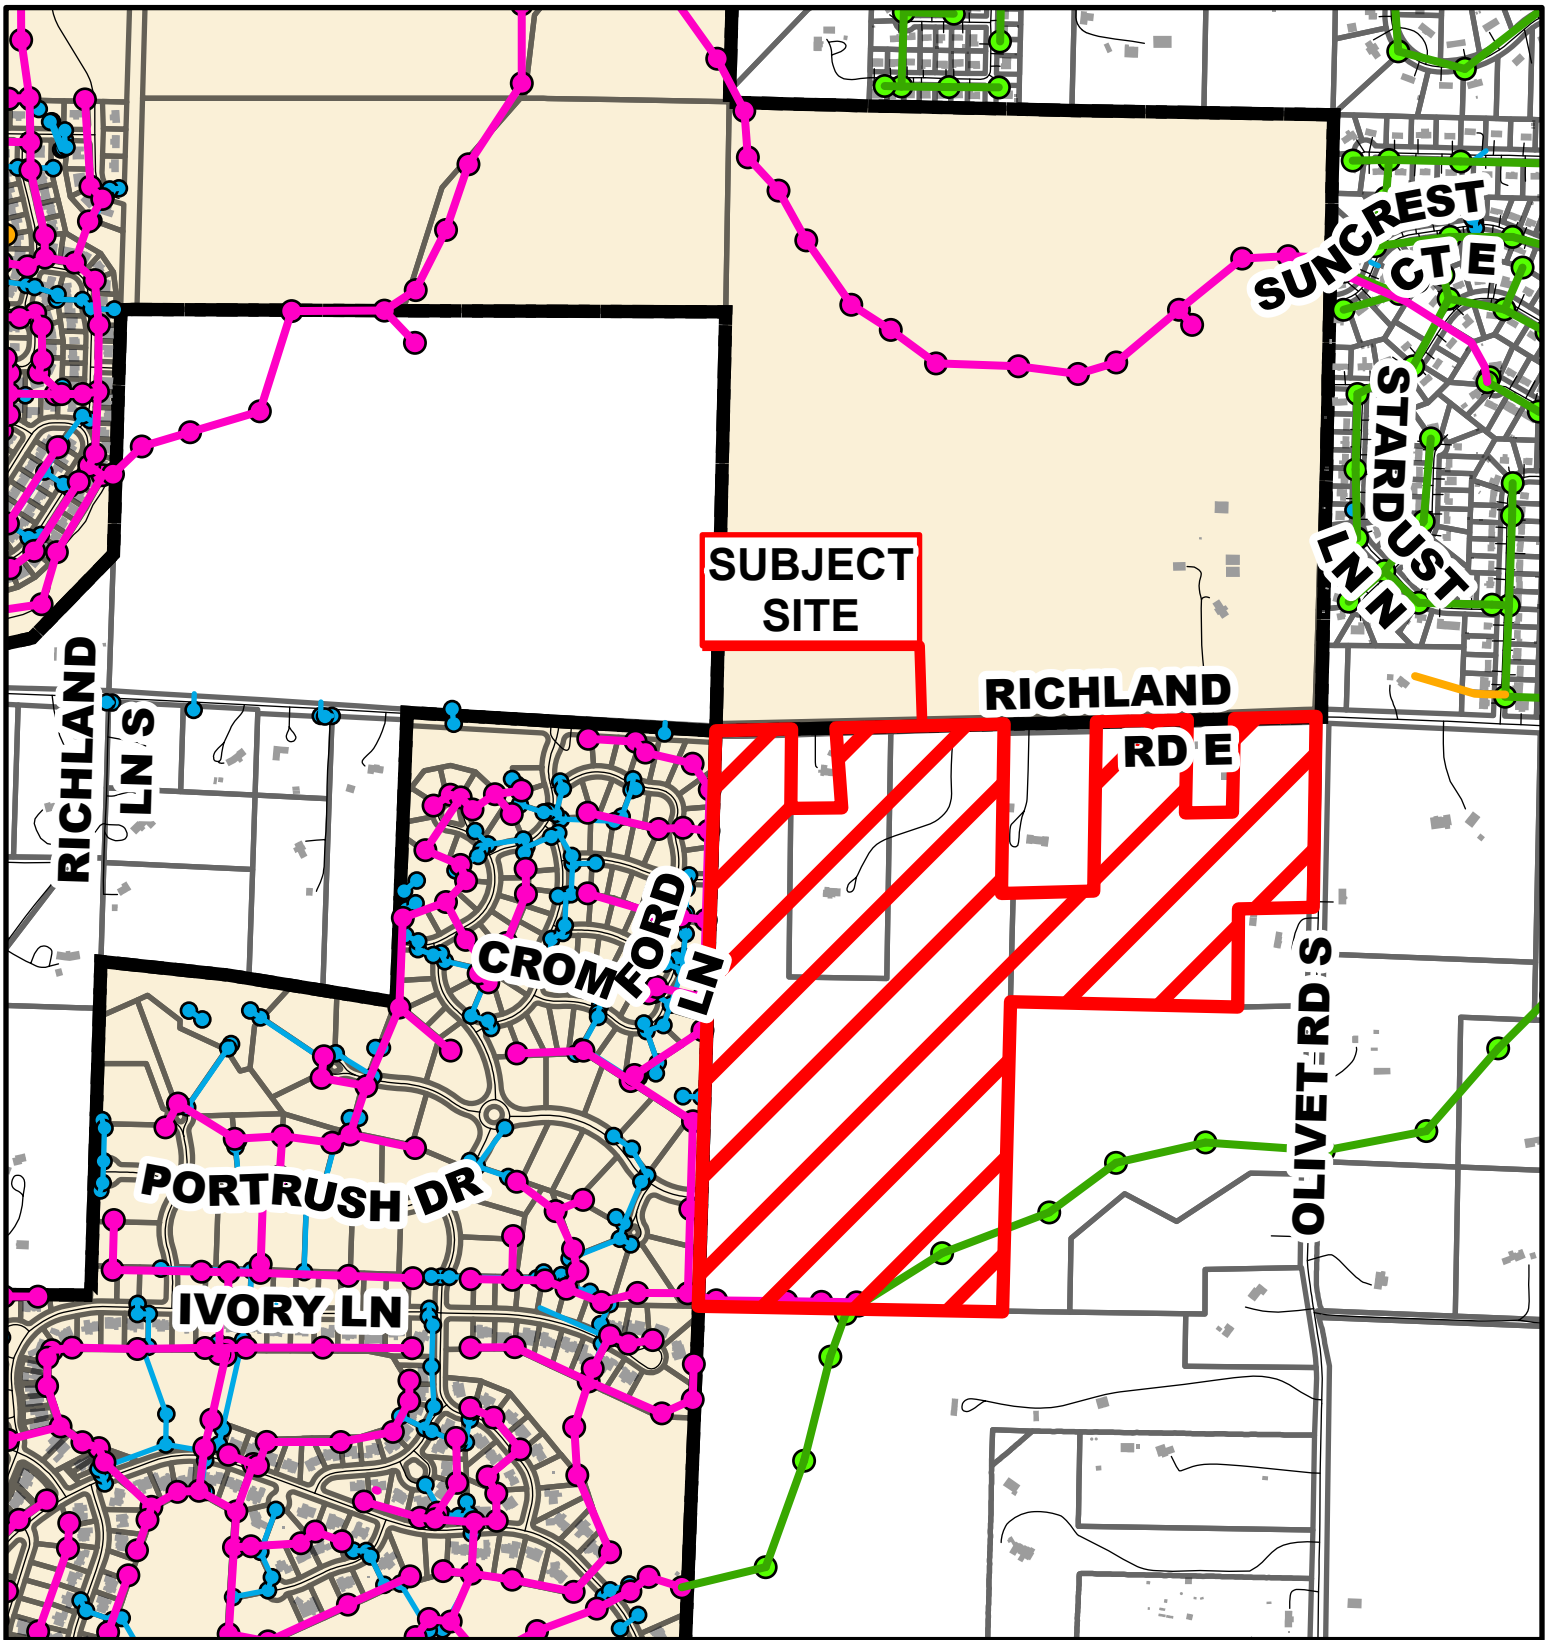 SUNCREST
CT E
STARDUST
LN N
SUBJECT
SITE
RICHLAND
RD E
RICHLAND
LN S
CROMFORD
LN
OLIVET RD S
PORTRUSH DR
IVORY LN